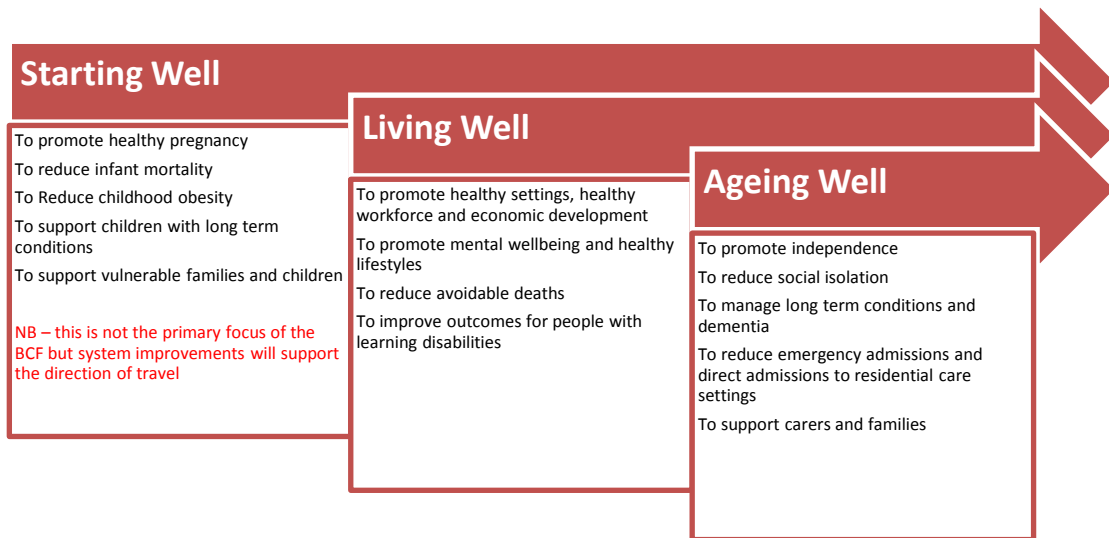 Starting Well
To promote healthy pregnancy
To reduce infant mortality
To Reduce childhood obesity
To support children with long term
conditions
To support vulnerable families and children
NB – this is not the primary focus of the
BCF but system improvements will support
the direction of travel
Living Well
To promote healthy settings, healthy
workforce and economic development
To promote mental wellbeing and healthy
lifestyles
To reduce avoidable deaths
To improve outcomes for people with
learning disabilities
Ageing Well
To promote independence
To reduce social isolation
To manage long term conditions and
dementia
To reduce emergency admissions and
direct admissions to residential care
settings
To support carers and families